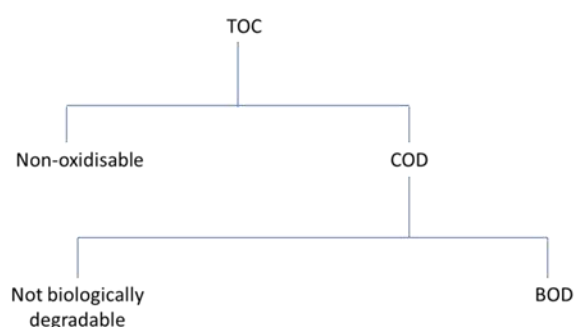 TOC
Non-oxidisable
COD
Not biologically
degradable
BOD